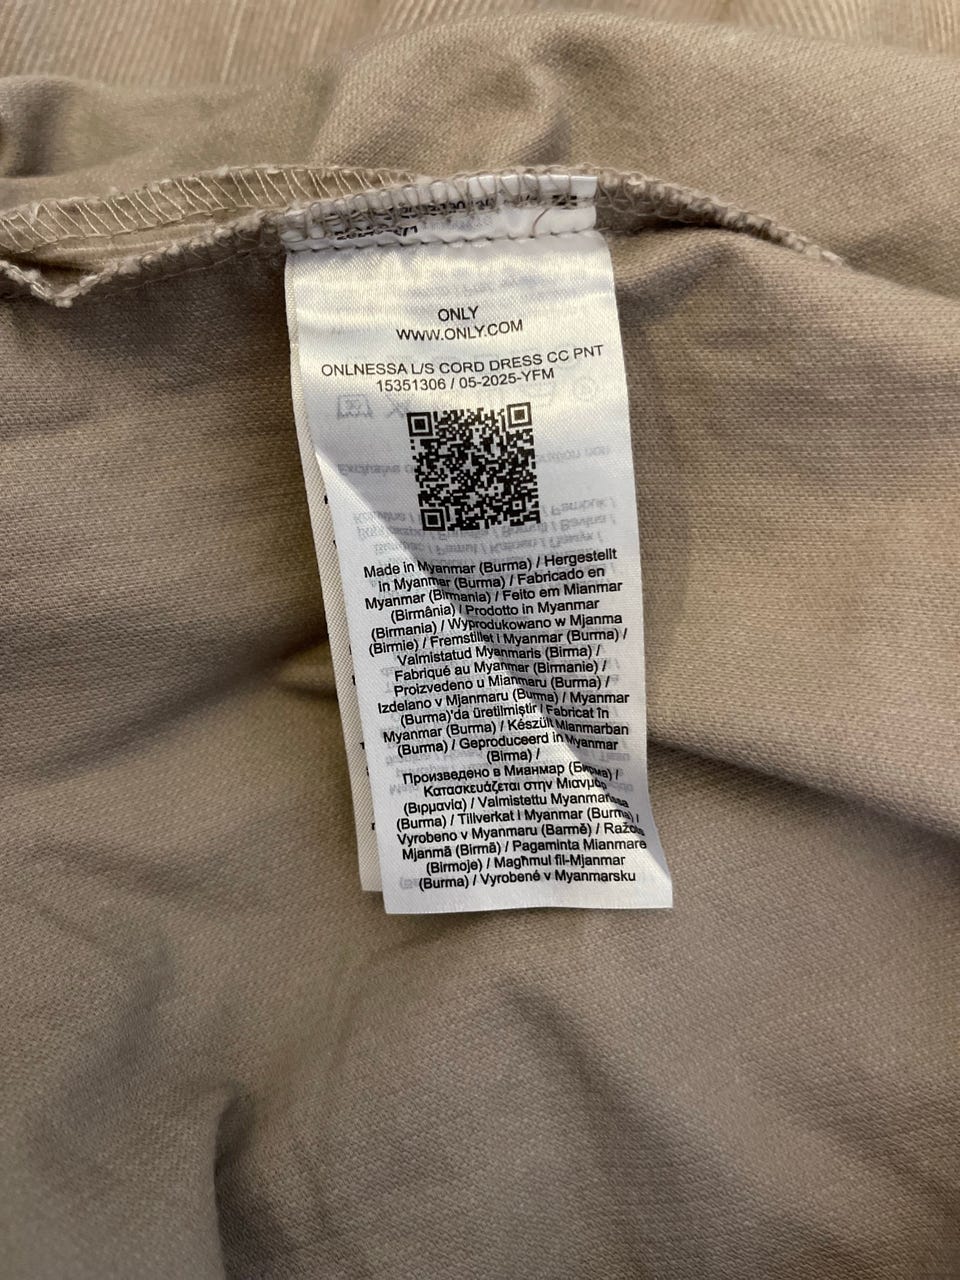 ONLY
WWW.ONLY.COM
ONLNESSA L/S CORD DRESS CC PNT
15351306 / 05-2025-YFM
Made in Myanmar (Burma) / Hergestellt
in Myanmar (Burma) / Fabricado en
Myanmar (Birmania) / Feito em Mianmar
(Birmânia) / Prodotto in Myanmar
(Birmania) / Wyprodukowano w Mjanma
(Birmie) / Fremstillet i Myanmar (Burma) /
Valmistatud Myanmaris (Birma) /
Fabriqué au Myanmar (Birmanie) /
Proizvedeno u Mianmaru (Burma) /
Izdelano v Mjanmaru (Burma) / Myanmar
(Burma)'da üretilmiştir / Fabricat în
Myanmar (Burma) / Készült Mianmarban
(Burma) / Geproduceerd in Myanmar
(Birma) /
Произведено в Мианмар (Бирма) /
Κατασκευάζεται στην Μιανμάρ
(Βιρμανία) / Valmistettu Myanmarissa
(Burma) / Tillverkat i Myanmar (Burma) /
Vyrobeno v Myanmaru (Barmě) / Ražots
Mjanmā (Birmā) / Pagaminta Mianmare
(Birmoje) / Magħmul fil-Mjanmar
(Burma) / Vyrobené v Myanmarsku